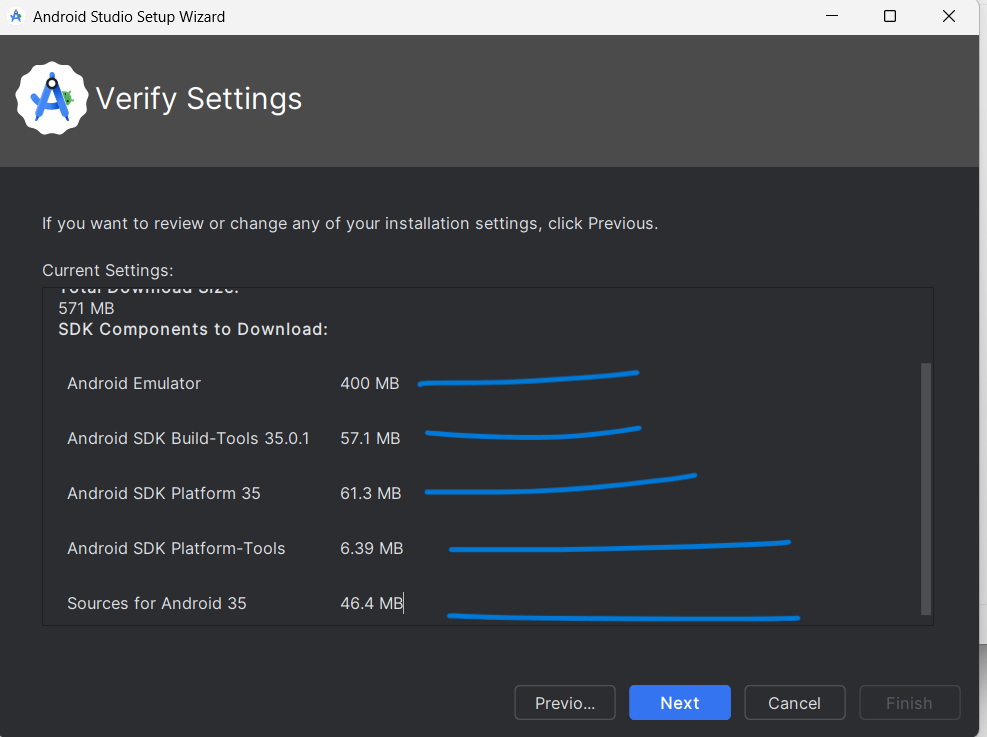 Android Studio Setup Wizard
Verify Settings
If you want to review or change any of your installation settings, click Previous.
Current Settings:
Total Download Size:
571 MB
SDK Components to Download:
Android Emulator 400 MB
Android SDK Build-Tools 35.0.1 57.1 MB
Android SDK Platform 35 61.3 MB
Android SDK Platform-Tools 6.39 MB
Sources for Android 35 46.4 MB
Previo... Next Cancel Finish